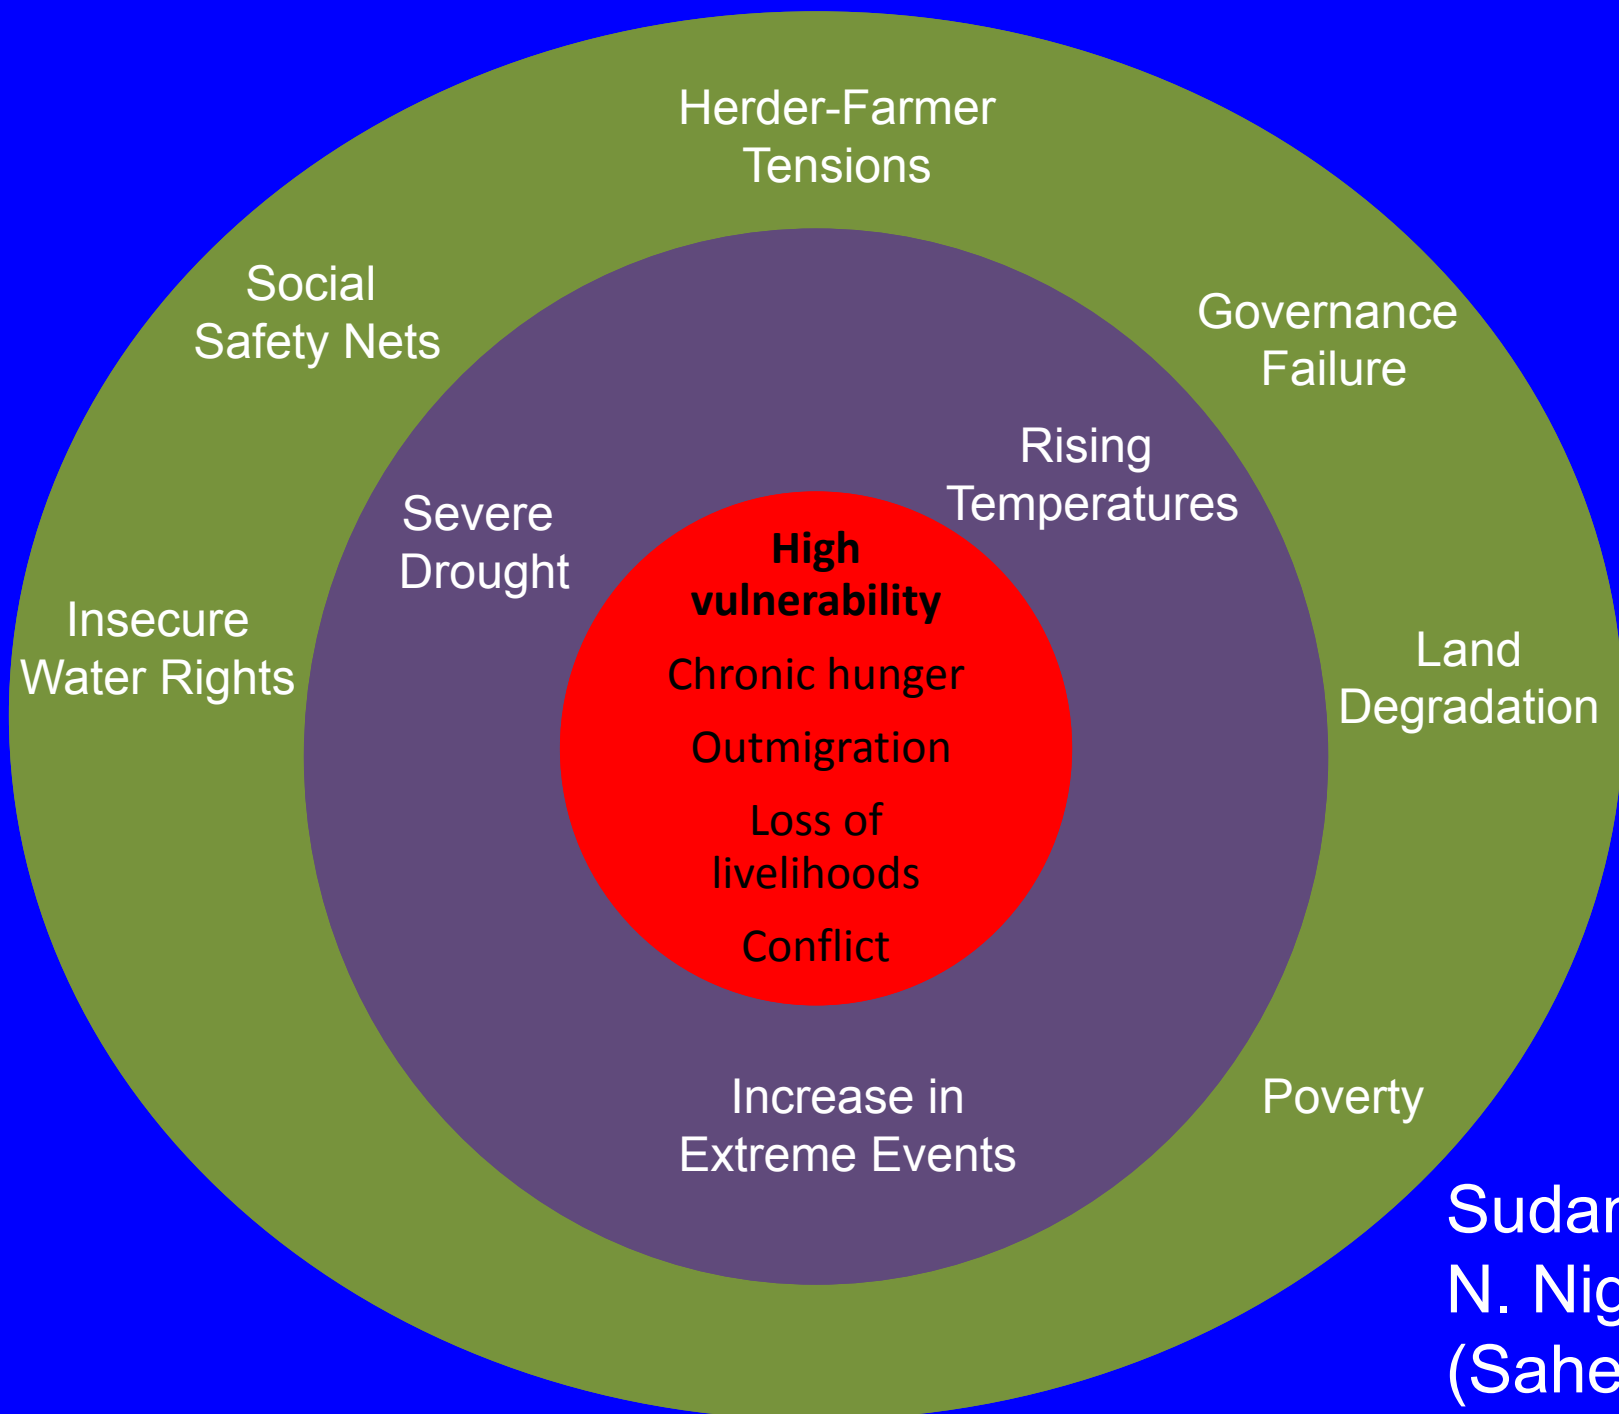 Herder-Farmer
Tensions
Social
Safety Nets
Governance
Failure
Rising
Temperatures
Severe
Drought
High
vulnerability
Chronic hunger
Outmigration
Loss of
livelihoods
Conflict
Insecure
Water Rights
Land
Degradation
Increase in
Extreme Events
Poverty
N.